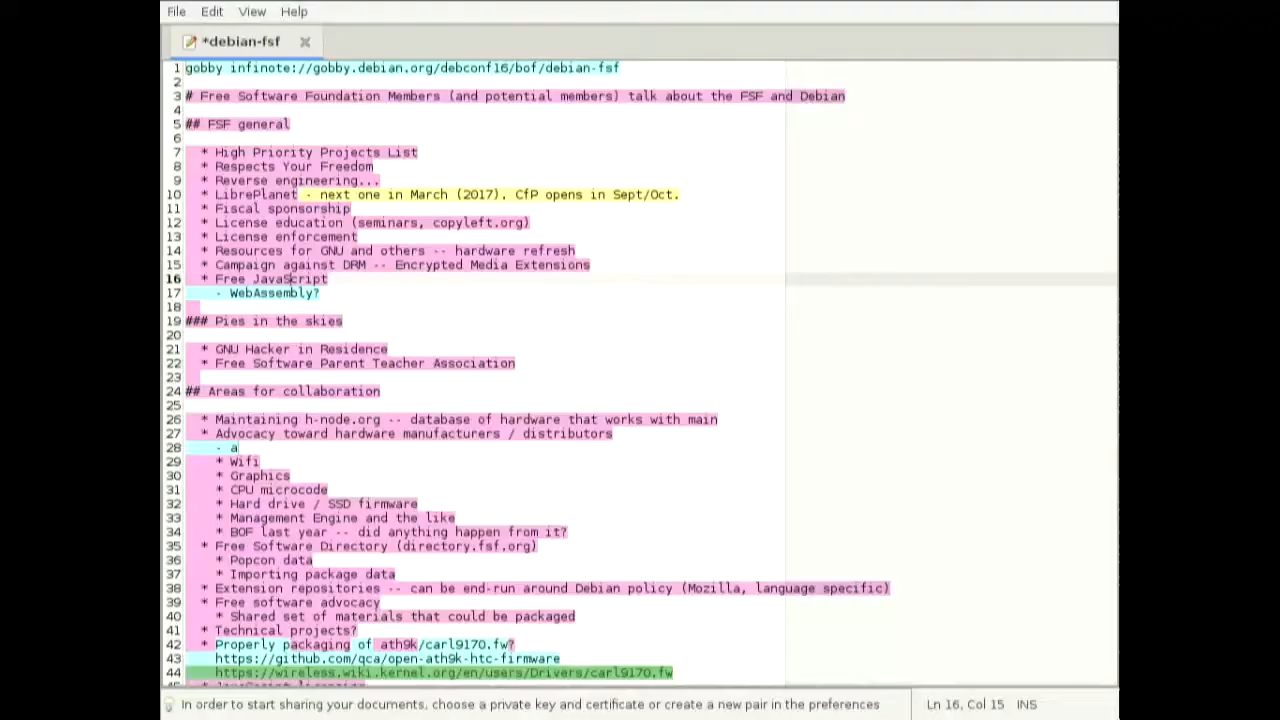 File Edit View Help
*debian-fsf
1 gobby infinote://gobby.debian.org/debconf16/bof/debian-fsf
2
3 # Free Software Foundation Members (and potential members) talk about the FSF and Debian
4
5 ## FSF general
6
7 * High Priority Projects List
8 * Respects Your Freedom
9 * Reverse engineering...
10 * LibrePlanet - next one in March (2017). CfP opens in Sept/Oct.
11 * Fiscal sponsorship
12 * License education (seminars, copyleft.org)
13 * License enforcement
14 * Resources for GNU and others -- hardware refresh
15 * Campaign against DRM -- Encrypted Media Extensions
16 * Free JavaScript
17 - WebAssembly?
18
19 ### Pies in the skies
20
21 * GNU Hacker in Residence
22 * Free Software Parent Teacher Association
23
24 ## Areas for collaboration
25
26 * Maintaining h-node.org -- database of hardware that works with main
27 * Advocacy toward hardware manufacturers / distributors
28 - a
29 * Wifi
30 * Graphics
31 * CPU microcode
32 * Hard drive / SSD firmware
33 * Management Engine and the like
34 * BOF last year -- did anything happen from it?
35 * Free Software Directory (directory.fsf.org)
36 * Popcon data
37 * Importing package data
38 * Extension repositories -- can be end-run around Debian policy (Mozilla, language specific)
39 * Free software advocacy
40 * Shared set of materials that could be packaged
41 * Technical projects?
42 * Properly packaging of ath9k/carl9170.fw?
43 https://github.com/qca/open-ath9k-htc-firmware
44 https://wireless.wiki.kernel.org/en/users/Drivers/carl9170.fw
In order to start sharing your documents, choose a private key and certificate or create a new pair in the preferences
Ln 16, Col 15 INS